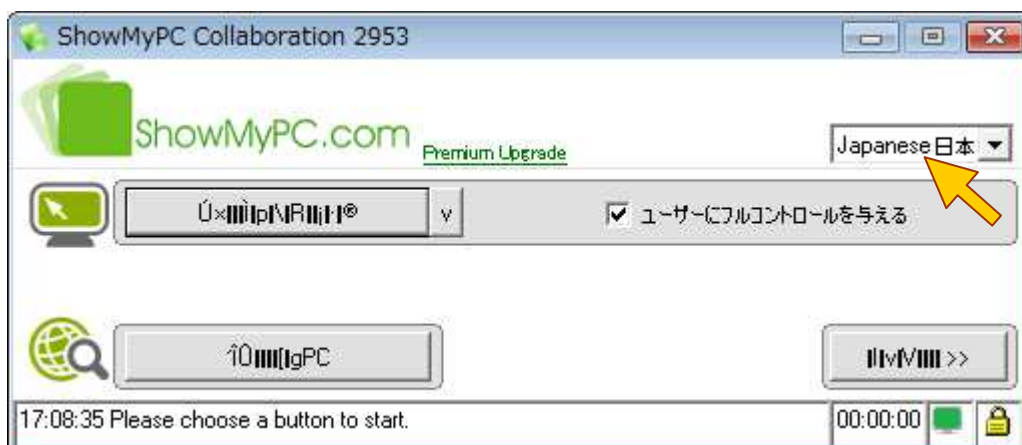 ShowMyPC Collaboration 2953
ShowMyPC.com
Premium Upgrade
Japanese日本
v
ユーザーにフルコントロールを与える
>>
17:08:35 Please choose a button to start.
00:00:00